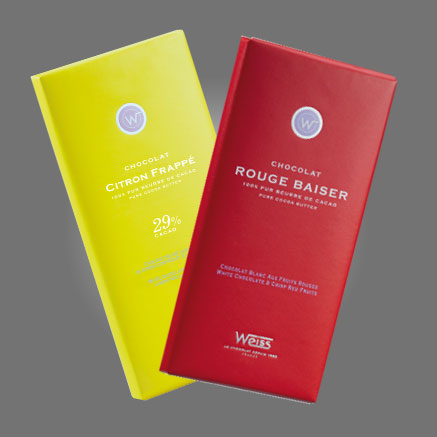 W
CHOCOLAT
CITRON FRAPPÉ
100% PUR BEURRE DE CACAO
PURE COCOA BUTTER
29%
CACAO
W
CHOCOLAT
ROUGE BAISER
100% PUR BEURRE DE CACAO
PURE COCOA BUTTER
CHOCOLAT BLANC AUX FRUITS ROUGES
WHITE CHOCOLATE & CRISP RED FRUITS
Weiss